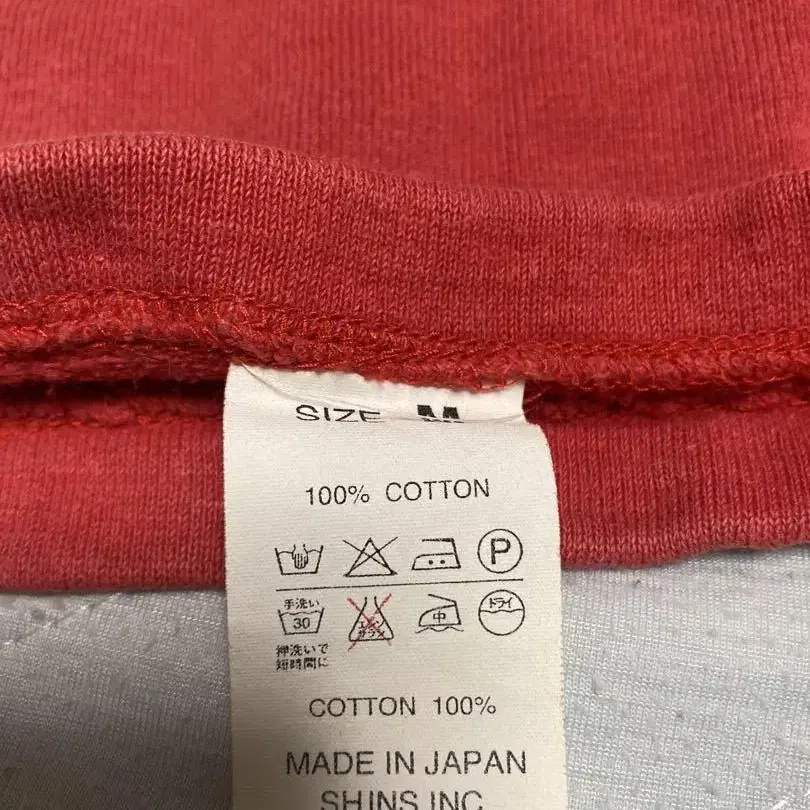 SIZE M
100% COTTON
P
手洗い
30
エンソ
サラシ
中
ドライ
押洗いで
短時間に
COTTON 100%
MADE IN JAPAN
SHINS INC